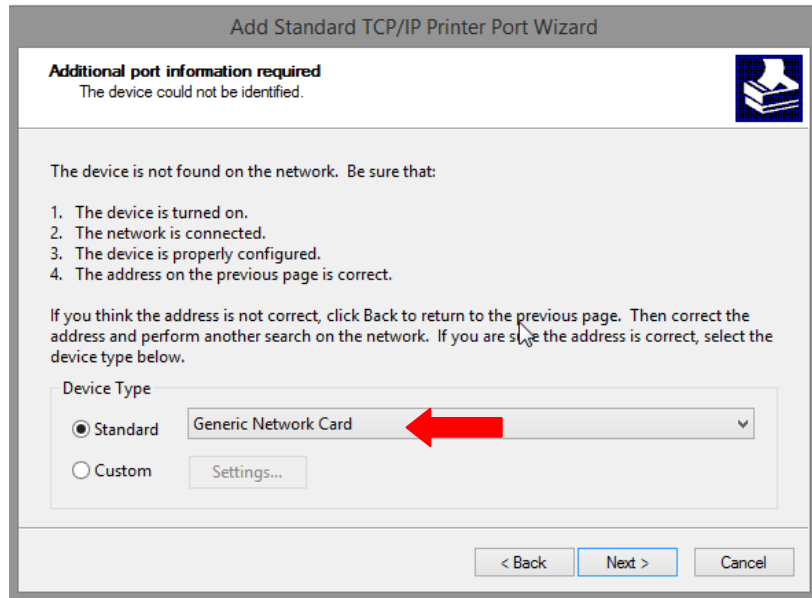 Add Standard TCP/IP Printer Port Wizard
Additional port information required
The device could not be identified.
The device is not found on the network.  Be sure that:
1.  The device is turned on.
2.  The network is connected.
3.  The device is properly configured.
4.  The address on the previous page is correct.
If you think the address is not correct, click Back to return to the previous page.  Then correct the
address and perform another search on the network.  If you are sure the address is correct, select the
device type below.
Device Type
Standard
Generic Network Card
Custom
Settings...
< Back
Next >
Cancel